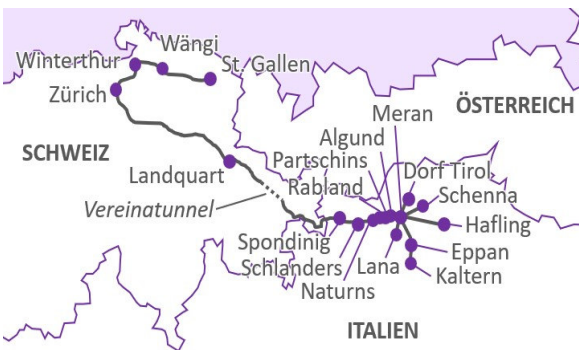 Wängi
Winterthur
St. Gallen
Zürich
ÖSTERREICH
Meran
Algund
SCHWEIZ
Partschins
Dorf Tirol
Landquart
Rabland
Schenna
Vereinatunnel
Hafling
Spondinig
Eppan
Schlanders
Lana
Kaltern
Naturns
ITALIEN